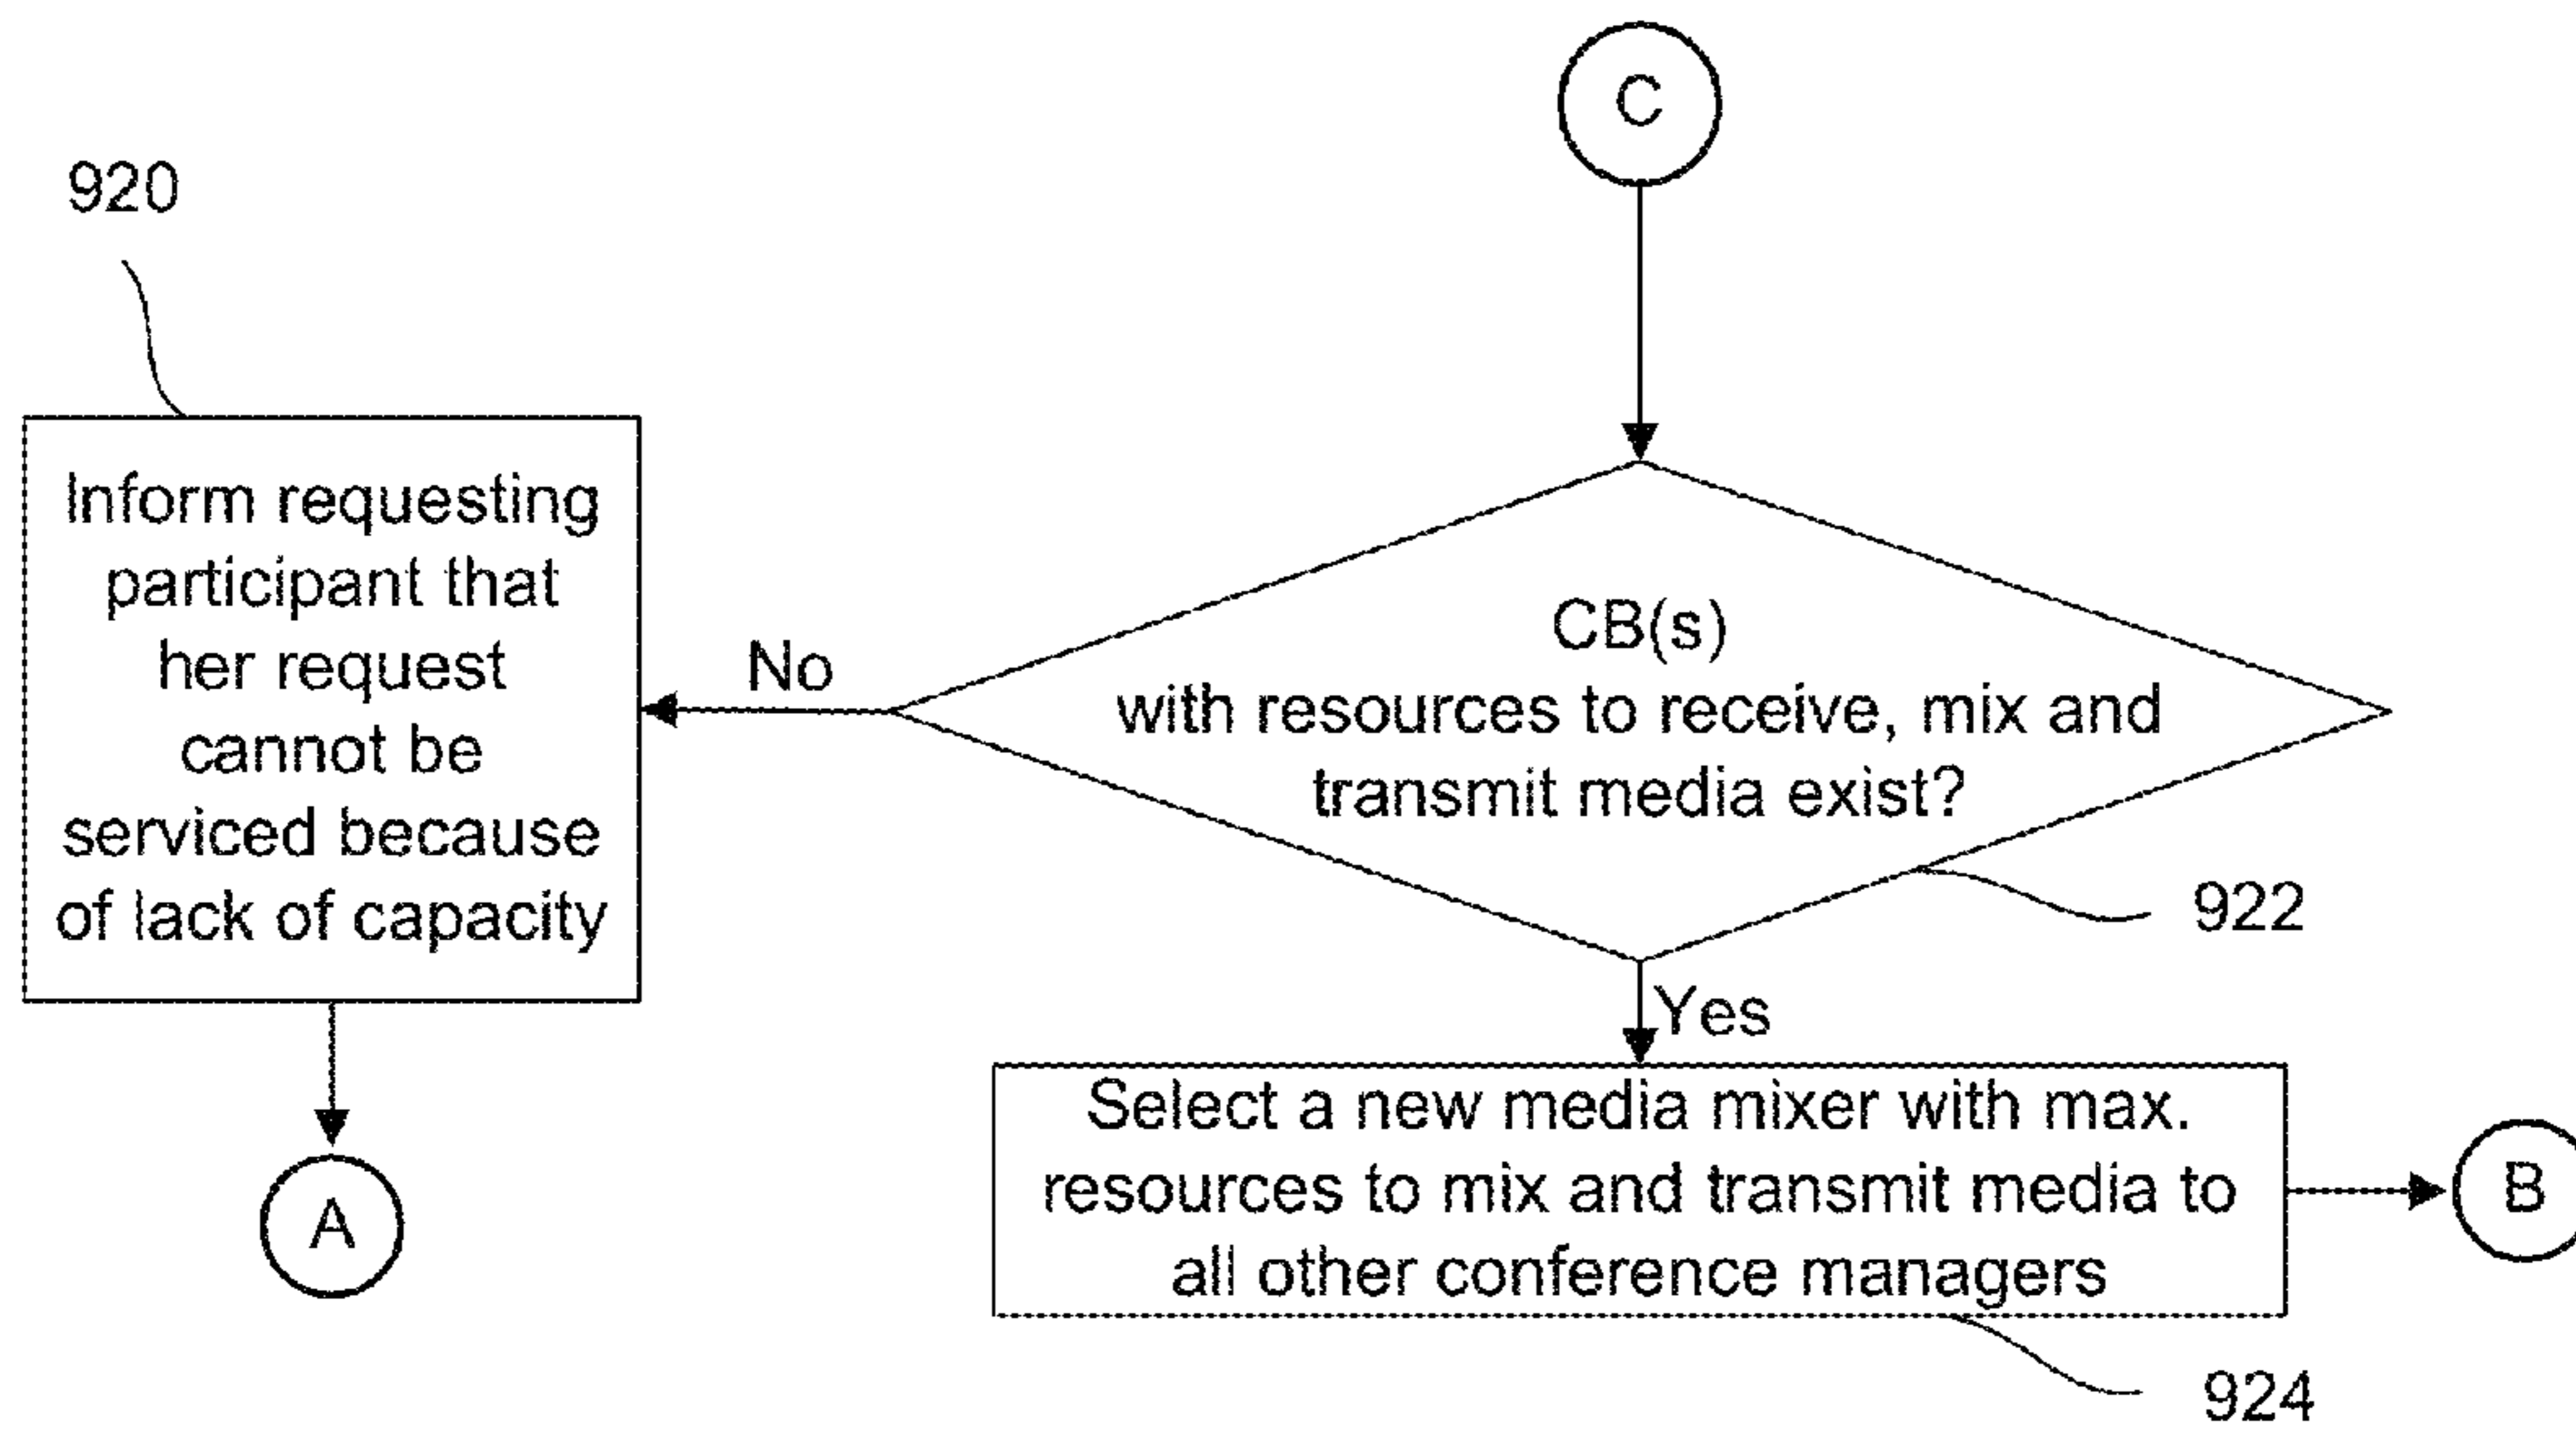 C
920
Inform requesting
participant that
her request
cannot be
serviced because
of lack of capacity
No
CB(s)
with resources to receive, mix and
transmit media exist?
922
Yes
Select a new media mixer with max.
resources to mix and transmit media to
all other conference managers
B
A
924